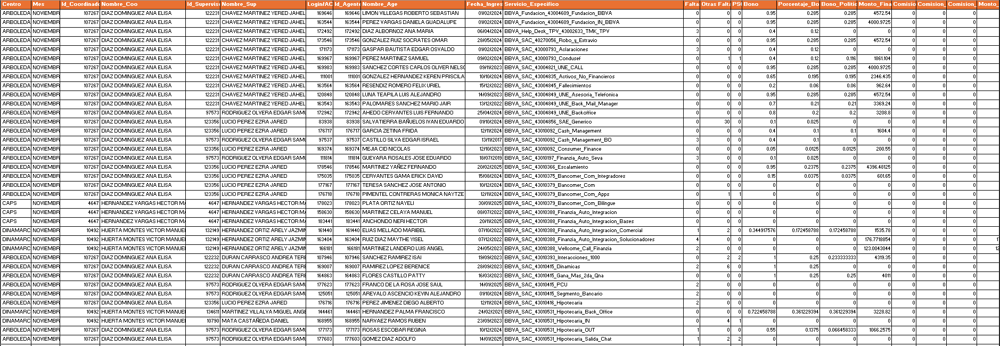 Centro Mes Id_Coordinado Nombre_Coo Id_Superviso Nombre_Sup Login/AC Id_Agente Nombre_Age Fecha_Ingres Servicio_Especifico Falta Otras Falta PS Bono Porcentaje_Bo Bono_Politic Monto_Fina Comisio Comision_ Comision_ Monto_
ARBOLEDA NOVIEMBR 107267 DIAZ DOMINGUEZ ANA ELISA 122231 CHAVEZ MARTINEZ YERED JAHEL 169646 169646 LIMON VILLEGAS ROBERTO SEBASTIAN 01/02/2024 BBVA_Fundacion_43004609_Fundacion_BBVA 0 0 0 0.95 0.285 0.285 4572.54 0 0 0
ARBOLEDA NOVIEMBR 107267 DIAZ DOMINGUEZ ANA ELISA 122231 CHAVEZ MARTINEZ YERED JAHEL 163544 163544 PEREZ VARGAS DANIELA GUADALUPE 01/02/2024 BBVA_Fundacion_43004609_Fundacion_IN_BBVA 0 0 0 0.95 0.285 0.285 4000.9725 0 0 0
ARBOLEDA NOVIEMBR 107267 DIAZ DOMINGUEZ ANA ELISA 122231 CHAVEZ MARTINEZ YERED JAHEL 172492 172492 DIAZ ALBORNOZ ANA MARIA 06/04/2024 BBVA_Help_Desk_TPV_43002633_TMK_TPV 3 0 0 0.4 0.12 0 0 0 0 0
ARBOLEDA NOVIEMBR 107267 DIAZ DOMINGUEZ ANA ELISA 122231 CHAVEZ MARTINEZ YERED JAHEL 173546 173546 GONZALEZ RUIZ SOCRATES OMAR 28/05/2024 BBVA_SAC_40270056_Robo_y_Extravio 0 0 0 0.95 0.285 0.285 4572.54 0 0 0
ARBOLEDA NOVIEMBR 107267 DIAZ DOMINGUEZ ANA ELISA 122231 CHAVEZ MARTINEZ YERED JAHEL 171173 171173 GASPAR BAUTISTA EDGAR OSVALDO 01/02/2024 BBVA_SAC_43000793_Aclaraciones 3 0 0 0.4 0.12 0 0 0 0 0
ARBOLEDA NOVIEMBR 107267 DIAZ DOMINGUEZ ANA ELISA 122231 CHAVEZ MARTINEZ YERED JAHEL 169967 169967 PEREZ MARTINEZ SAMUEL 09/02/2024 BBVA_SAC_43000793_Condusef 0 1 1 0.4 0.12 0.116 1861.104 0 0 0
ARBOLEDA NOVIEMBR 107267 DIAZ DOMINGUEZ ANA ELISA 122231 CHAVEZ MARTINEZ YERED JAHEL 169983 169983 SANCHEZ CORTES CARLOS OLIVER NELSO 09/11/2023 BBVA_SAC_43004821_UNE_CALL 0 0 0 0.95 0.285 0.285 4000.9725 0 0 0
ARBOLEDA NOVIEMBR 107267 DIAZ DOMINGUEZ ANA ELISA 122231 CHAVEZ MARTINEZ YERED JAHEL 111001 111001 GONZALEZ HERNANDEZ KEREN PRISCILA 10/10/2024 BBVA_SAC_43004835_Activos_No_Financieros 0 0 0 0.65 0.195 0.195 2346.435 0 0 0
ARBOLEDA NOVIEMBR 107267 DIAZ DOMINGUEZ ANA ELISA 122231 CHAVEZ MARTINEZ YERED JAHEL 163564 163564 RESENDIZ ROMERO FELIX URIEL 15/12/2022 BBVA_SAC_43004845_Fallecimientos 0 0 0 0.2 0.06 0.06 962.64 0 0 0
ARBOLEDA NOVIEMBR 107267 DIAZ DOMINGUEZ ANA ELISA 122231 CHAVEZ MARTINEZ YERED JAHEL 120848 120848 LUNA TEAPILA LUIS ALEJANDRO 14/09/2023 BBVA_SAC_43004849_UNE_Asesoria_Telefonica 0 0 0 0.95 0.285 0.285 4572.54 0 0 0
ARBOLEDA NOVIEMBR 107267 DIAZ DOMINGUEZ ANA ELISA 122231 CHAVEZ MARTINEZ YERED JAHEL 163543 163543 PALOMARES SANCHEZ MARIO JAIR 13/12/2022 BBVA_SAC_43004849_UNE_Back_Mail_Manager 0 0 0 0.7 0.21 0.21 3369.24 0 0 0
ARBOLEDA NOVIEMBR 107267 DIAZ DOMINGUEZ ANA ELISA 97573 RODRIGUEZ OLVERA EDGAR SAMU 172942 172942 AHEDO CERVANTES LUIS FERNANDO 25/04/2024 BBVA_SAC_43004849_UNE_Backoffice 0 0 0 0.8 0.2 0.2 3208.8 0 0 0
ARBOLEDA NOVIEMBR 107267 DIAZ DOMINGUEZ ANA ELISA 123356 LUCIO PEREZ EZRA JARED 83938 83938 SALVATIERRA BAÑUELOS IVAN EDUARDO 01/10/2024 BBVA_SAC_43004856_SAE_Generico 0 30 0 0.1 0.025 0 0 0 0 0
ARBOLEDA NOVIEMBR 107267 DIAZ DOMINGUEZ ANA ELISA 123356 LUCIO PEREZ EZRA JARED 176717 176717 GARCIA ZETINA FRIDA 12/11/2024 BBVA_SAC_43010092_Cash_Management 0 0 0 0.4 0.1 0.1 1604.4 0 0 0
ARBOLEDA NOVIEMBR 107267 DIAZ DOMINGUEZ ANA ELISA 97573 RODRIGUEZ OLVERA EDGAR SAMU 97537 97537 CASTILLO SILVA EDGAR ISRAEL 13/11/2017 BBVA_SAC_43010092_Cash_Management_BO 3 0 0 0.4 0.1 0 0 0 0 0
ARBOLEDA NOVIEMBR 107267 DIAZ DOMINGUEZ ANA ELISA 123356 LUCIO PEREZ EZRA JARED 169374 169374 MEJIA CID NICOLAS 12/10/2023 BBVA_SAC_43010092_Consumer_Finance 0 0 0 0.05 0.0125 0.0125 200.55 0 0 0
ARBOLEDA NOVIEMBR 107267 DIAZ DOMINGUEZ ANA ELISA 97573 RODRIGUEZ OLVERA EDGAR SAMU 111814 111814 GUEVARA ROSALES JOSE EDUARDO 18/07/2019 BBVA_SAC_43010197_Finanzia_Auto_Seva 3 0 0 0.1 0.025 0 0 0 0 0
ARBOLEDA NOVIEMBR 107267 DIAZ DOMINGUEZ ANA ELISA 123356 LUCIO PEREZ EZRA JARED 178546 178546 MARTINEZ YAÑEZ FERNANDO 20/02/2025 BBVA_SAC_43010366_Escalamiento 0 0 0 0.95 0.2375 0.2375 4396.48125 0 0 0
ARBOLEDA NOVIEMBR 107267 DIAZ DOMINGUEZ ANA ELISA 123356 LUCIO PEREZ EZRA JARED 175035 175035 CERVANTES GAMA ERICK DAVID 15/08/2024 BBVA_SAC_43010375_Bancomer_Com_Integradores 0 0 0 0.15 0.0375 0.0375 601.65 0 0 0
ARBOLEDA NOVIEMBR 107267 DIAZ DOMINGUEZ ANA ELISA 123356 LUCIO PEREZ EZRA JARED 177167 177167 TERESA SANCHEZ JOSE ANTONIO 10/12/2024 BBVA_SAC_43010379_Bancomer_Com 0 0 0 0 0 0 0 0 0 0
ARBOLEDA NOVIEMBR 107267 DIAZ DOMINGUEZ ANA ELISA 123356 LUCIO PEREZ EZRA JARED 176718 176718 PIMENTEL CONTRERAS MONICA NAYTZE 12/11/2024 BBVA_SAC_43010379_Bancomer_Com_Apps 0 1 1 0 0 0 0 0 0 0
CAPS NOVIEMBR 4647 HERNANDEZ VARGAS HECTOR MA 4647 HERNANDEZ VARGAS HECTOR MA 178023 178023 PLATA ORTIZ NAYELI 30/01/2025 BBVA_SAC_43010379_Bancomer_Com_Bilingue 0 0 0 0 0 0 0 0 0 0
CAPS NOVIEMBR 4647 HERNANDEZ VARGAS HECTOR MA 4647 HERNANDEZ VARGAS HECTOR MA 158630 158630 MARTINEZ CELAYA MANUEL 08/07/2022 BBVA_SAC_43010388_Finanzia_Auto_Integracion 0 0 0 0 0 0 0 0 0 0
CAPS NOVIEMBR 4647 HERNANDEZ VARGAS HECTOR MA 4647 HERNANDEZ VARGAS HECTOR MA 183441 183441 ANCHONDO NERI HECTOR 20/11/2025 BBVA_SAC_43010388_Finanzia_Auto_Integracion_Bases 0 0 0 0 0 0 0 0 0 0
DINAMARC NOVIEMBR 10492 HUERTA MONTES VICTOR MANUEL 132149 HERNANDEZ ORTIZ ARELY JAZMIN 161440 161440 ELIAS MELLADO MARIBEL 07/10/2022 BBVA_SAC_43010388_Finanzia_Auto_Integracion_Comercial 1 2 0 0.344917576 0.172458788 0.172458788 1535.78 0 0 0
DINAMARC NOVIEMBR 10492 HUERTA MONTES VICTOR MANUEL 132149 HERNANDEZ ORTIZ ARELY JAZMIN 163404 163404 RUIZ DIAZ MAYTHE YISEL 07/12/2022 BBVA_SAC_43010388_Finanzia_Auto_Integracion_Solucionadores 4 0 0 0 0 0 176.7718854 0 0 0 1
DINAMARC NOVIEMBR 10492 HUERTA MONTES VICTOR MANUEL 132149 HERNANDEZ ORTIZ ARELY JAZMIN 166181 166181 MARTINEZ LANDERO LUIS ANGEL 24/05/2023 BBVA_SAC_43010388_Wellcome_Call_Finanzia 2 0 0 0 0 0 123.0043044 0 0 0 12
ARBOLEDA NOVIEMBR 107267 DIAZ DOMINGUEZ ANA ELISA 122232 DURAN CARRASCO ANDREA TERE 107946 107946 SANCHEZ RAMIREZ ISAI 19/09/2023 BBVA_SAC_43010393_Interacciones_1000 0 2 2 1 0.25 0.233333333 4319.35 0 0 0
ARBOLEDA NOVIEMBR 107267 DIAZ DOMINGUEZ ANA ELISA 122232 DURAN CARRASCO ANDREA TERE 169007 169007 RAMIREZ LOPEZ BERENICE 28/09/2023 BBVA_SAC_43010415_Dinamicas 2 6 0 1 0.25 0 0 0 0 0
ARBOLEDA NOVIEMBR 107267 DIAZ DOMINGUEZ ANA ELISA 122232 DURAN CARRASCO ANDREA TERE 164863 164863 FLORES CASTILLO PATTY 16/03/2023 BBVA_SAC_43010415_Gana_Mas_2da_Qna 0 0 0 1 0.25 0.25 4011 0 0 0
ARBOLEDA NOVIEMBR 107267 DIAZ DOMINGUEZ ANA ELISA 97573 RODRIGUEZ OLVERA EDGAR SAMU 177623 177623 FRANCO DE LA ROSA JOSE SAUL 14/01/2025 BBVA_SAC_43010415_PCU 2 0 0 0 0 0 0 0 0 0
ARBOLEDA NOVIEMBR 107267 DIAZ DOMINGUEZ ANA ELISA 97573 RODRIGUEZ OLVERA EDGAR SAMU 125051 125051 AREVALO ASCENCIO KEVIN ALEJANDRO 01/10/2024 BBVA_SAC_43010415_Segmento_Bancario 2 0 0 0 0 0 0 0 0 0
ARBOLEDA NOVIEMBR 107267 DIAZ DOMINGUEZ ANA ELISA 123356 LUCIO PEREZ EZRA JARED 176716 176716 PEREZ JIMENEZ DIEGO ALBERTO 12/11/2024 BBVA_SAC_43010416_Hipotecaria 2 0 0 0 0 0 0 0 0 0
DINAMARC NOVIEMBR 10492 HUERTA MONTES VICTOR MANUEL 134611 MARTINEZ VILLALVA MIGUEL ANGE 144461 144461 HERNANDEZ PALMA FRANCISCO 24/02/2021 BBVA_SAC_43010531_Hipotecaria_Back_Office 0 0 0 0.722458788 0.361229394 0.361229394 3228.82 0 0 0
DINAMARC NOVIEMBR 10492 HUERTA MONTES VICTOR MANUEL 10790 MATA CASTAÑEDA DANIEL 168955 168955 NARVAEZ RAMOS RUBEN 23/09/2023 BBVA_SAC_43010531_Hipotecaria_IN 0 4 1 0 0 0 0 0 0 0
ARBOLEDA NOVIEMBR 107267 DIAZ DOMINGUEZ ANA ELISA 97573 RODRIGUEZ OLVERA EDGAR SAMU 177173 177173 ROSAS ESCOBAR REGINA 10/12/2024 BBVA_SAC_43010531_Hipotecaria_OUT 1 0 0 0.55 0.1375 0.066458333 1066.2575 0 0 0
ARBOLEDA NOVIEMBR 107267 DIAZ DOMINGUEZ ANA ELISA 97573 RODRIGUEZ OLVERA EDGAR SAMU 177603 177603 GOMEZ DIAZ ADOLFO 14/01/2025 BBVA_SAC_43010531_Hipotecaria_Salida_Chat 1 2 2 0 0 0 0 0 0 0